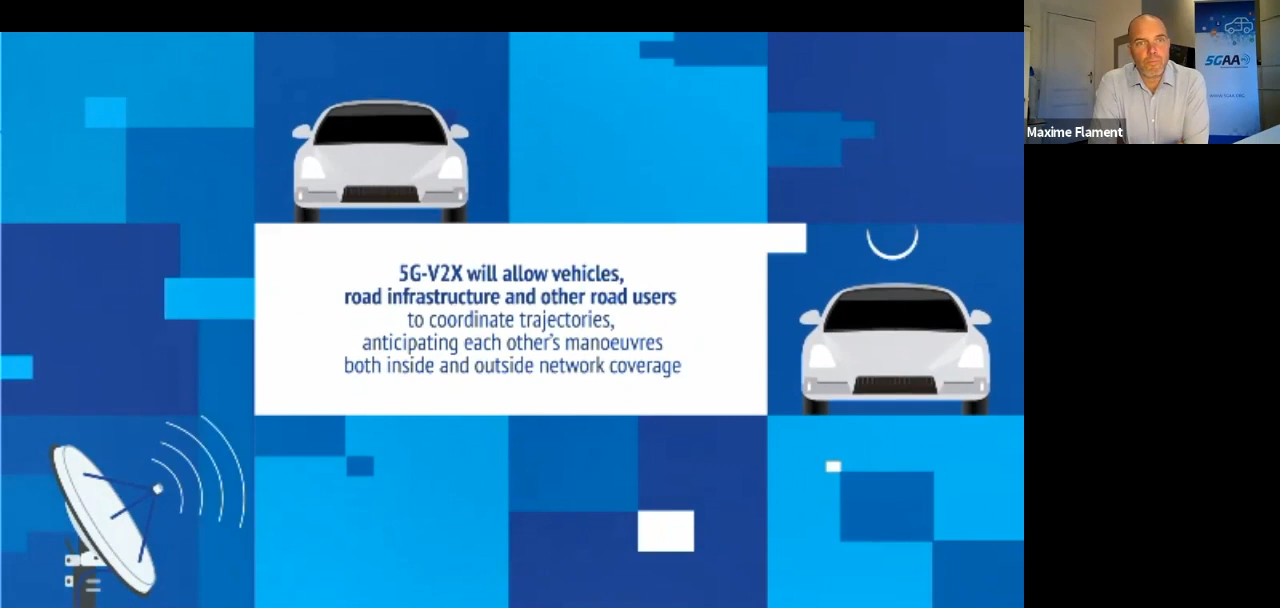 5GAA
Maxime Flament
5G-V2X will allow vehicles,
road infrastructure and other road users
to coordinate trajectories,
anticipating each other's manoeuvres
both inside and outside network coverage